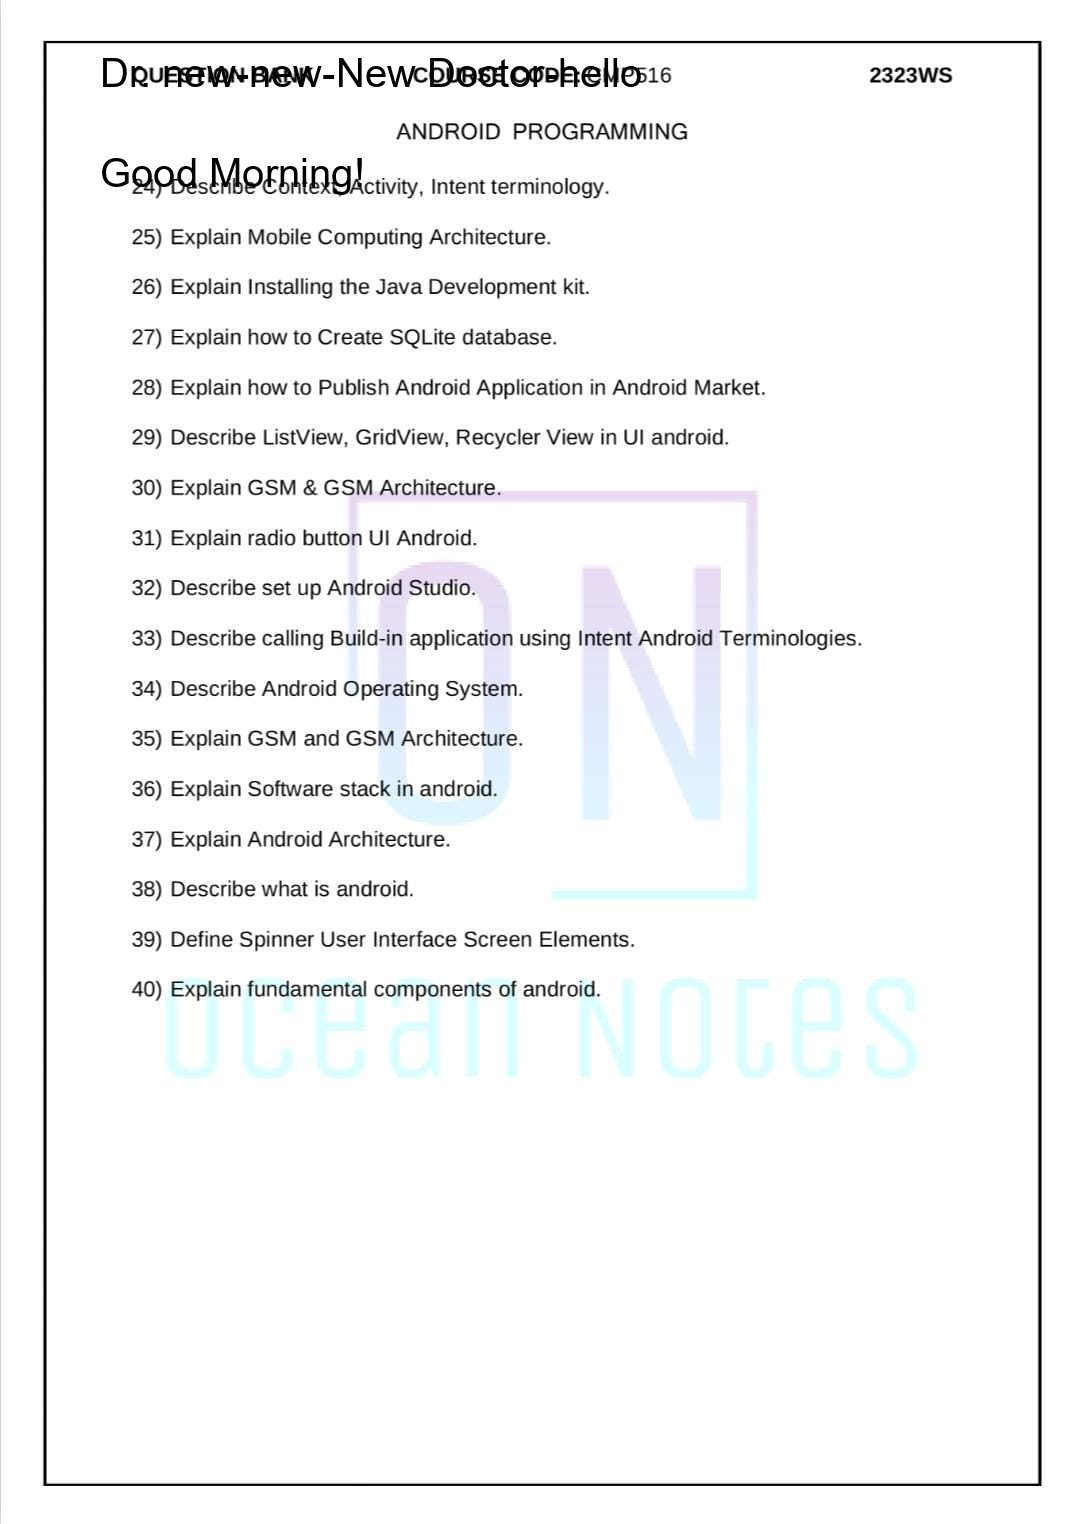 Dr.-new-new-New-Doctor-hello
QUESTION BANK COURSE CODE: CMP516 2323WS
ANDROID PROGRAMMING
Good Morning!
24) Describe Context, Activity, Intent terminology.
25) Explain Mobile Computing Architecture.
26) Explain Installing the Java Development kit.
27) Explain how to Create SQLite database.
28) Explain how to Publish Android Application in Android Market.
29) Describe ListView, GridView, Recycler View in UI android.
30) Explain GSM & GSM Architecture.
31) Explain radio button UI Android.
32) Describe set up Android Studio.
33) Describe calling Build-in application using Intent Android Terminologies.
34) Describe Android Operating System.
35) Explain GSM and GSM Architecture.
36) Explain Software stack in android.
37) Explain Android Architecture.
38) Describe what is android.
39) Define Spinner User Interface Screen Elements.
40) Explain fundamental components of android.
ON
Ocean Notes